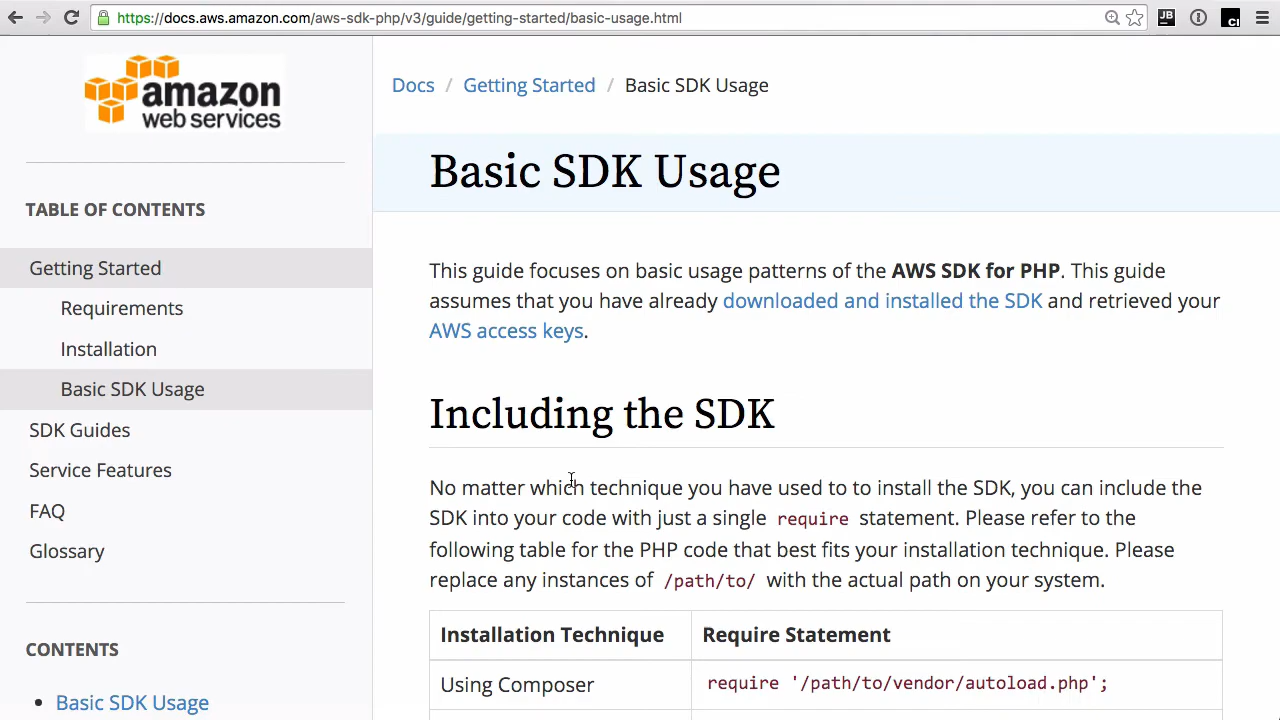 https://docs.aws.amazon.com/aws-sdk-php/v3/guide/getting-started/basic-usage.html
JB
CI
amazon
web services
TABLE OF CONTENTS
Getting Started
Requirements
Installation
Basic SDK Usage
SDK Guides
Service Features
FAQ
Glossary
CONTENTS
Basic SDK Usage
Docs / Getting Started / Basic SDK Usage
Basic SDK Usage
This guide focuses on basic usage patterns of the AWS SDK for PHP. This guide
assumes that you have already downloaded and installed the SDK and retrieved your
AWS access keys.
Including the SDK
No matter which technique you have used to to install the SDK, you can include the
SDK into your code with just a single require statement. Please refer to the
following table for the PHP code that best fits your installation technique. Please
replace any instances of /path/to/ with the actual path on your system.
Installation Technique Require Statement
Using Composer require '/path/to/vendor/autoload.php';